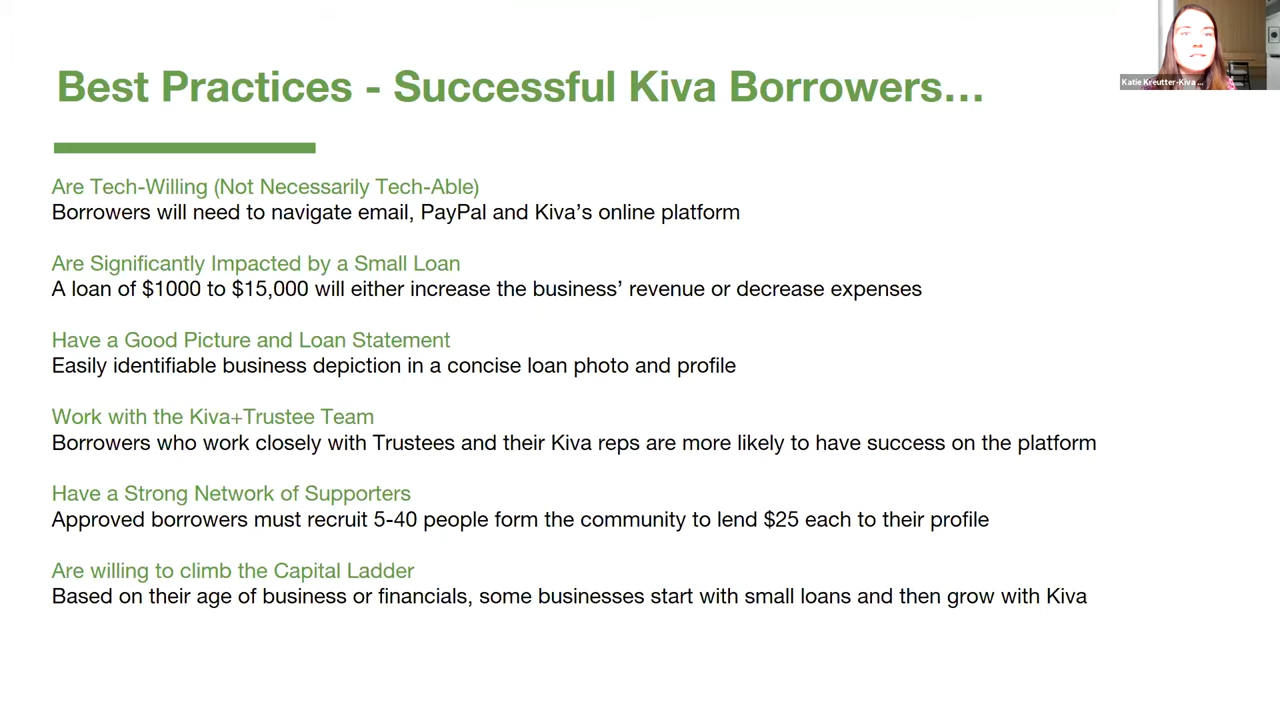 Best Practices - Successful Kiva Borrowers...
Katie Kreutter-Kiva ...
Are Tech-Willing (Not Necessarily Tech-Able)
Borrowers will need to navigate email, PayPal and Kiva's online platform
Are Significantly Impacted by a Small Loan
A loan of $1000 to $15,000 will either increase the business' revenue or decrease expenses
Have a Good Picture and Loan Statement
Easily identifiable business depiction in a concise loan photo and profile
Work with the Kiva+Trustee Team
Borrowers who work closely with Trustees and their Kiva reps are more likely to have success on the platform
Have a Strong Network of Supporters
Approved borrowers must recruit 5-40 people form the community to lend $25 each to their profile
Are willing to climb the Capital Ladder
Based on their age of business or financials, some businesses start with small loans and then grow with Kiva